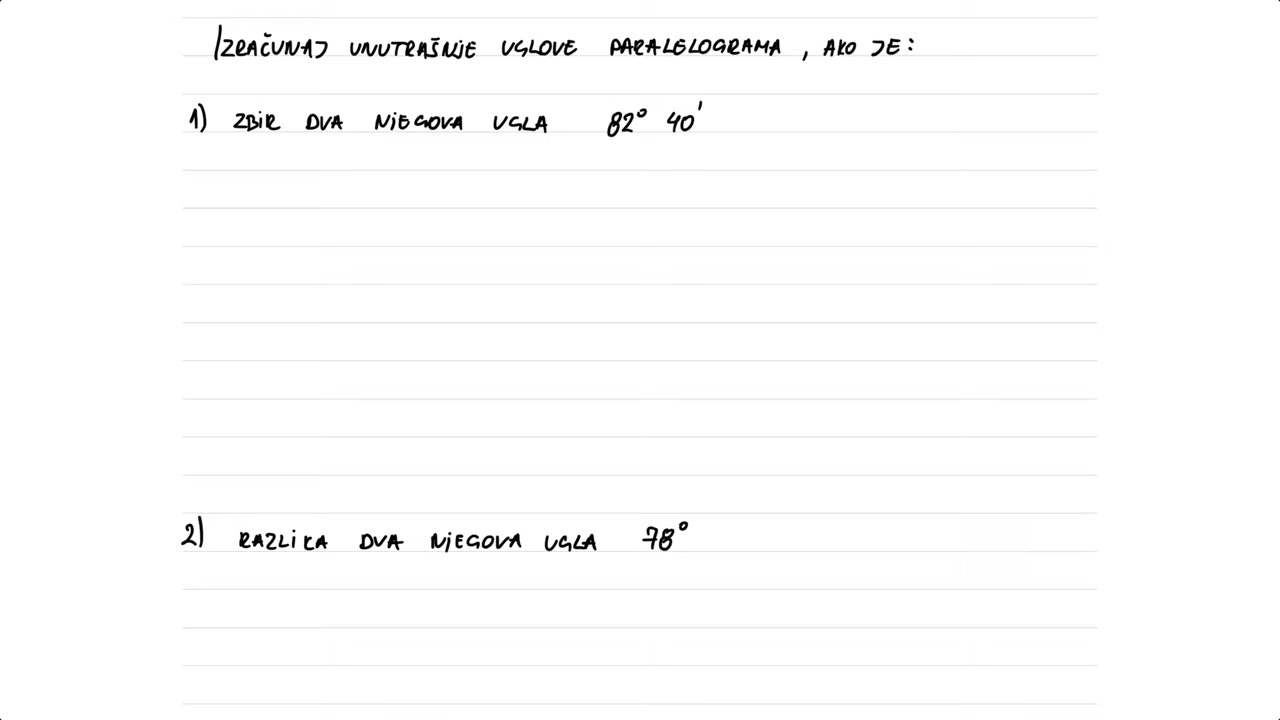 IZRAČUNAJ UNUTRAŠNJE UGLOVE PARALELOGRAMA, AKO JE:
1) ZBIR DVA NJEGOVA UGLA 82° 40'
2) RAZLIKA DVA NJEGOVA UGLA 78°